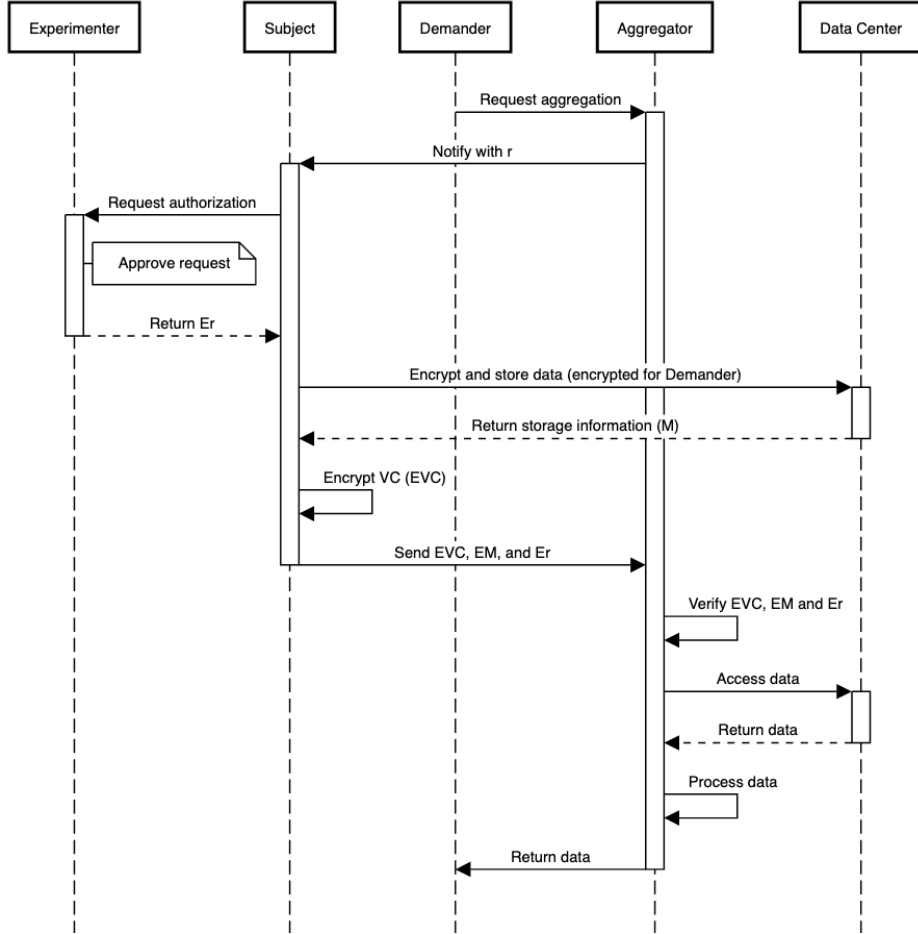 Experimenter
Subject
Demander
Aggregator
Data Center
Request aggregation
Notify with r
Request authorization
Approve request
Return Er
Encrypt and store data (encrypted for Demander)
Return storage information (M)
Encrypt VC (EVC)
Send EVC, EM, and Er
Verify EVC, EM and Er
Access data
Return data
Process data
Return data